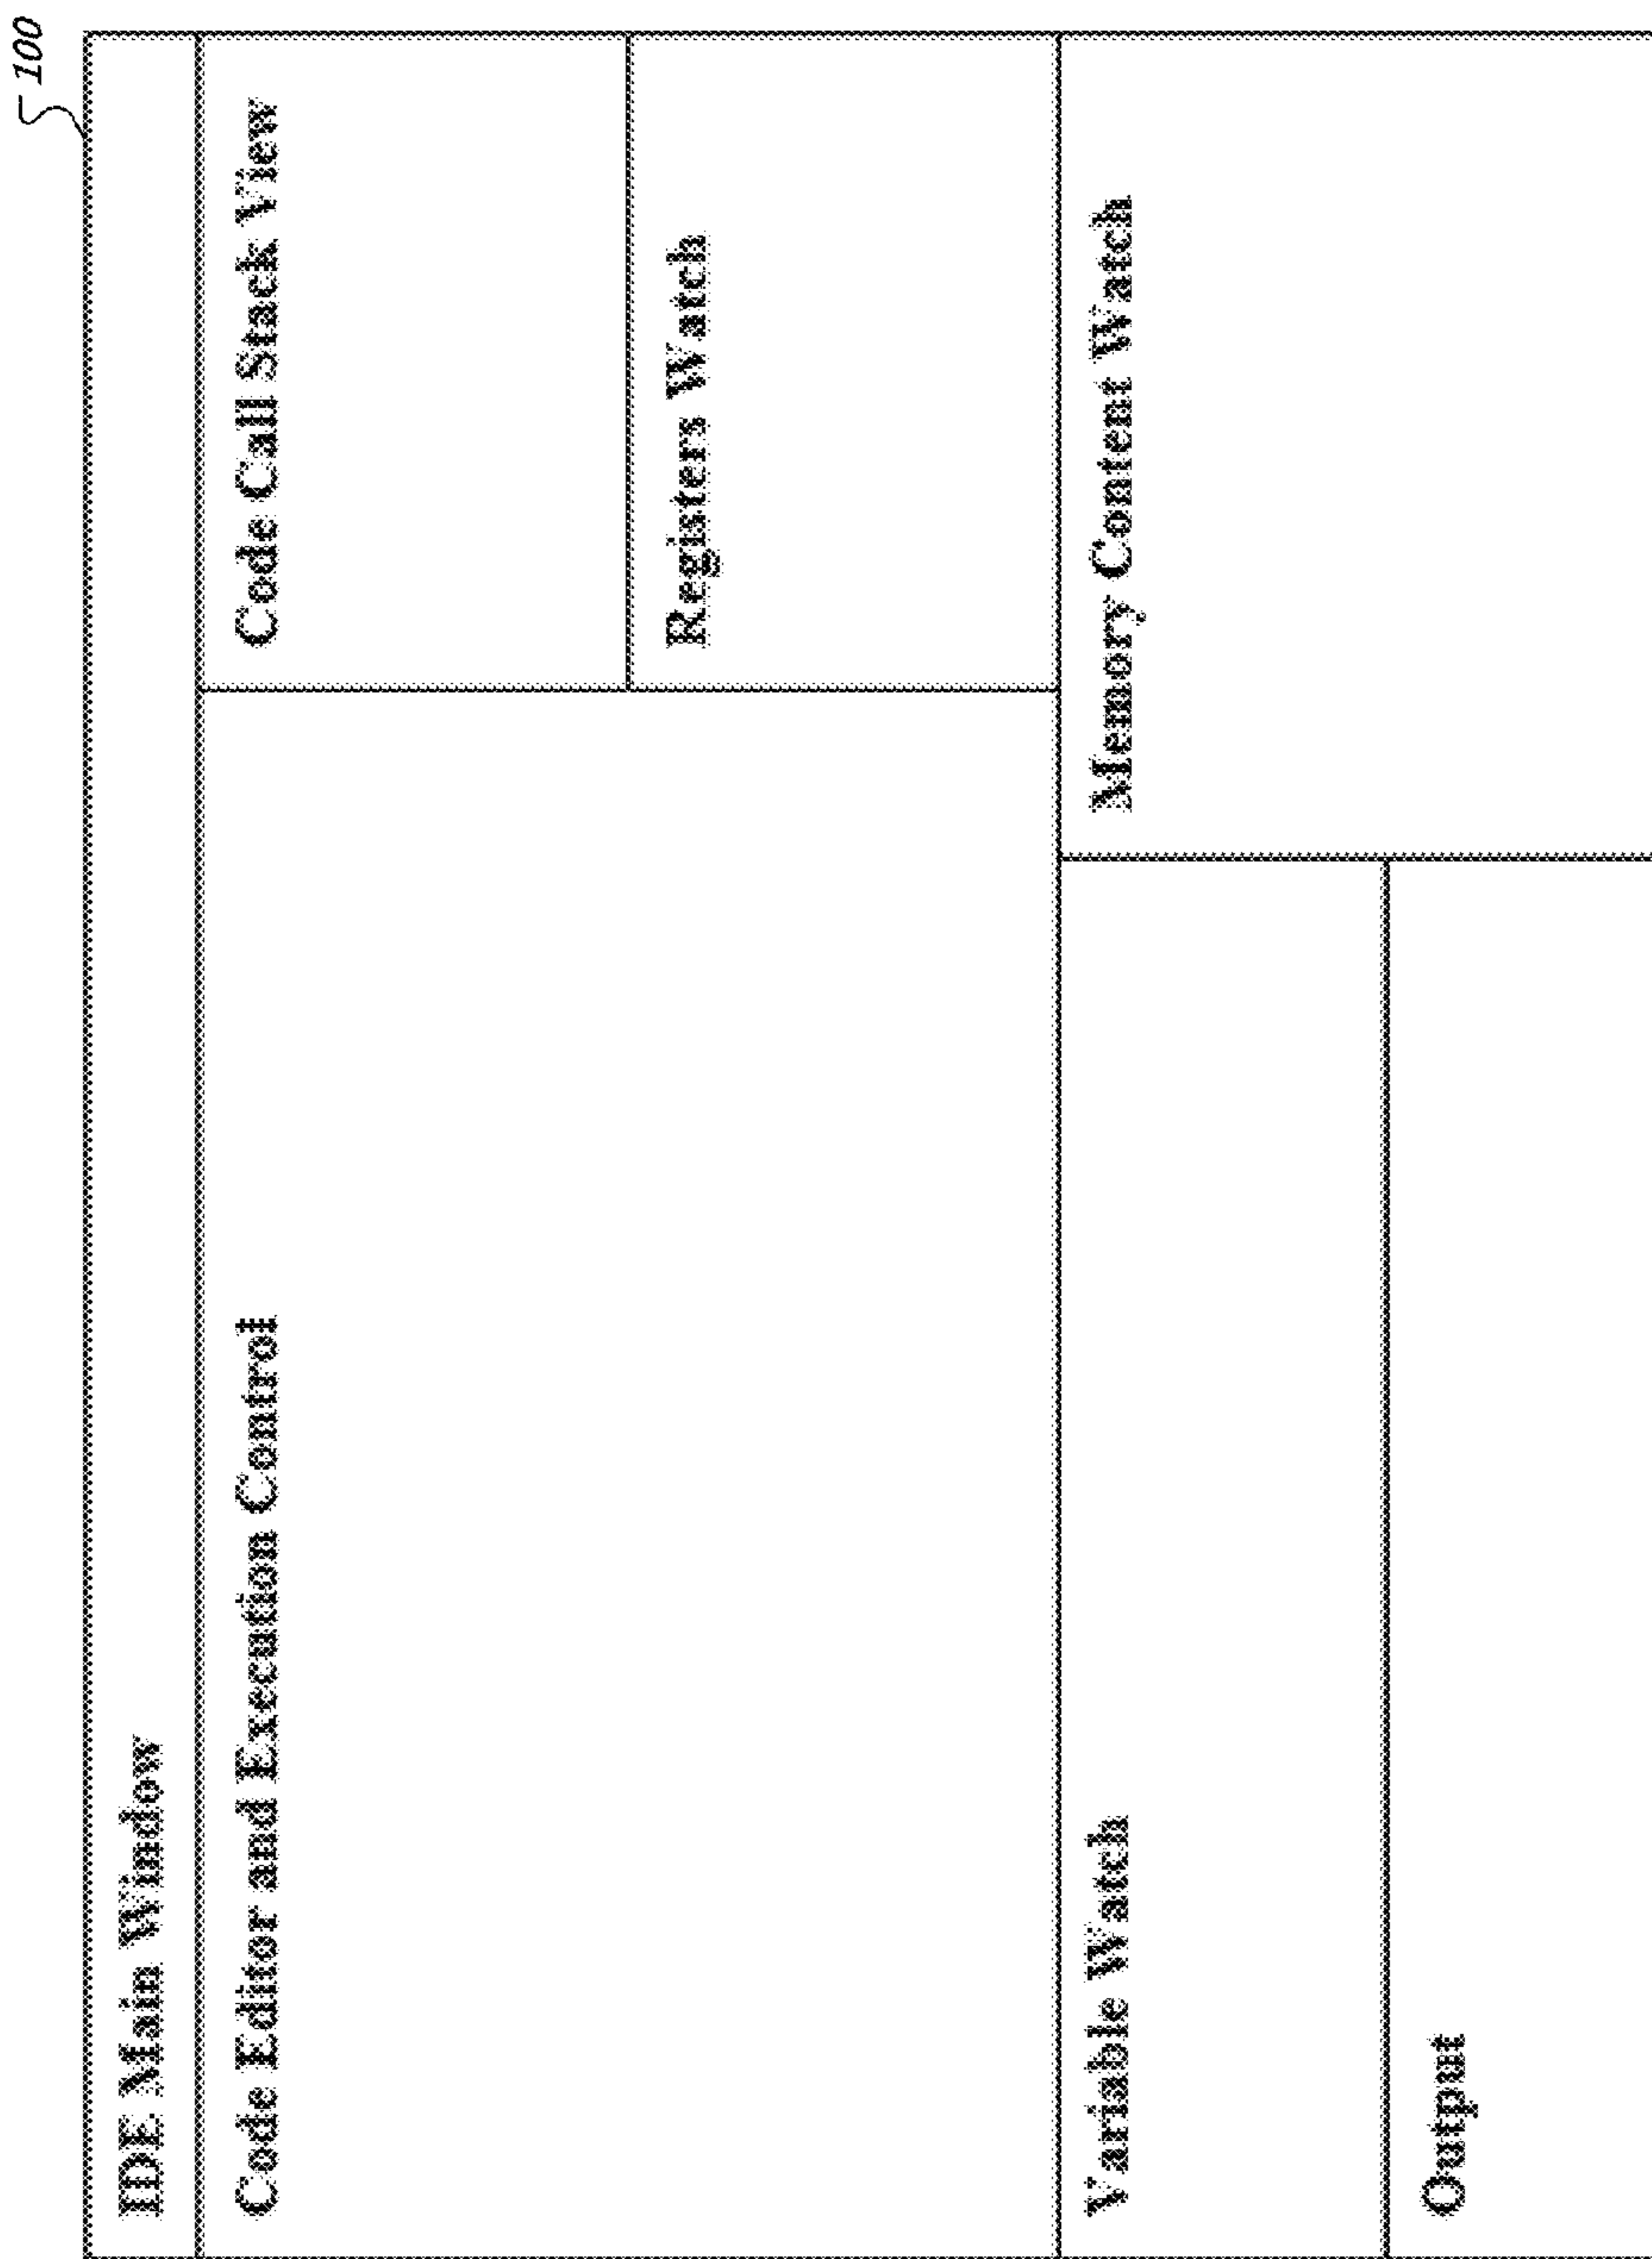 100
IDE Main Window
Code Editor and Execution Control
Code Call Stack View
Registers Watch
Variable Watch
Memory Content Watch
Output